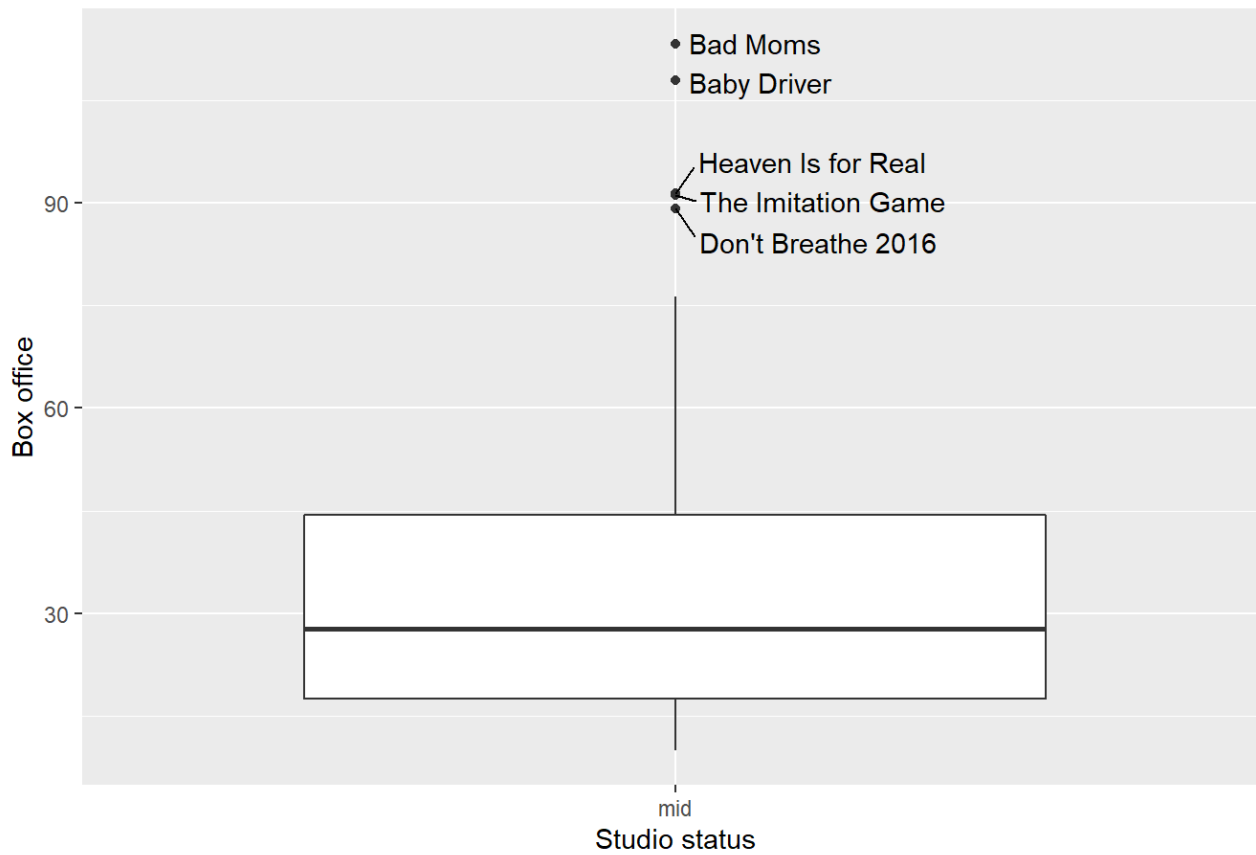 Bad Moms
Baby Driver
Heaven Is for Real
90
The Imitation Game
Don't Breathe 2016
Box office
60
30
mid
Studio status